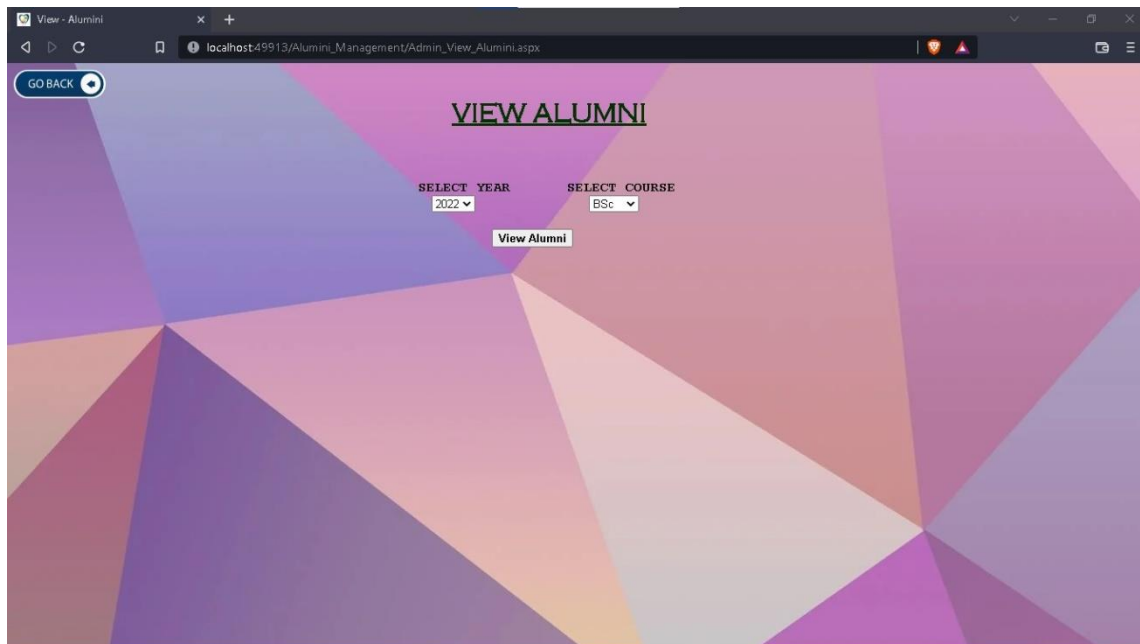 View - Alumini
localhost:49913/Alumini_Management/Admin_View_Alumini.aspx
GO BACK
VIEW ALUMNI
SELECT YEAR SELECT COURSE
2022 BSc
View Alumni